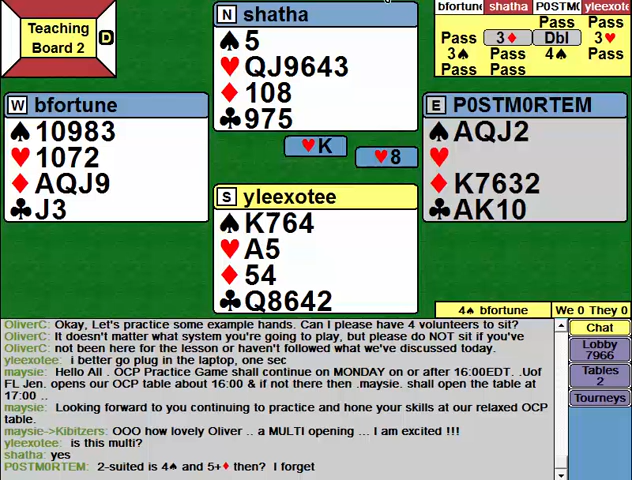 Teaching
Board 2
D
N shatha
♠5
♥QJ9643
♦108
♣975
bfortune shatha P0STM0 yleexote
Pass Pass
Pass 3♦ Dbl 3♥
3♠ Pass 4♠ Pass
Pass Pass
W bfortune
♠10983
♥1072
♦AQJ9
♣J3
♥K
♥8
E P0STM0RTEM
♠AQJ2
♥
♦K7632
♣AK10
S yleexotee
♠K764
♥A5
♦54
♣Q8642
4♠ bfortune We 0 They 0
OliverC: Okay, Let's practice some example hands. Can I please have 4 volunteers to sit?
OliverC: It doesn't matter what system you're going to play, but please do NOT sit if you've
OliverC: not been here for the lesson or haven't followed what we've discussed today.
yleexotee: i better go plug in the laptop, one sec
maysie: Hello All . OCP Practice Game shall continue on MONDAY on or after 16:00EDT. .Uof
FL Jen. opens our OCP table about 16:00 & if not there then .maysie. shall open the table at
17:00 ..
maysie: Looking forward to you continuing to practice and hone your skills at our relaxed OCP
table.
maysie->Kibitzers: OOO how lovely Oliver .. a MULTI opening ... I am excited !!!
yleexotee: is this multi?
shatha: yes
P0STM0RTEM: 2-suited is 4♠ and 5+♦ then? I forget
Chat
Lobby
7966
Tables
2
Tourneys